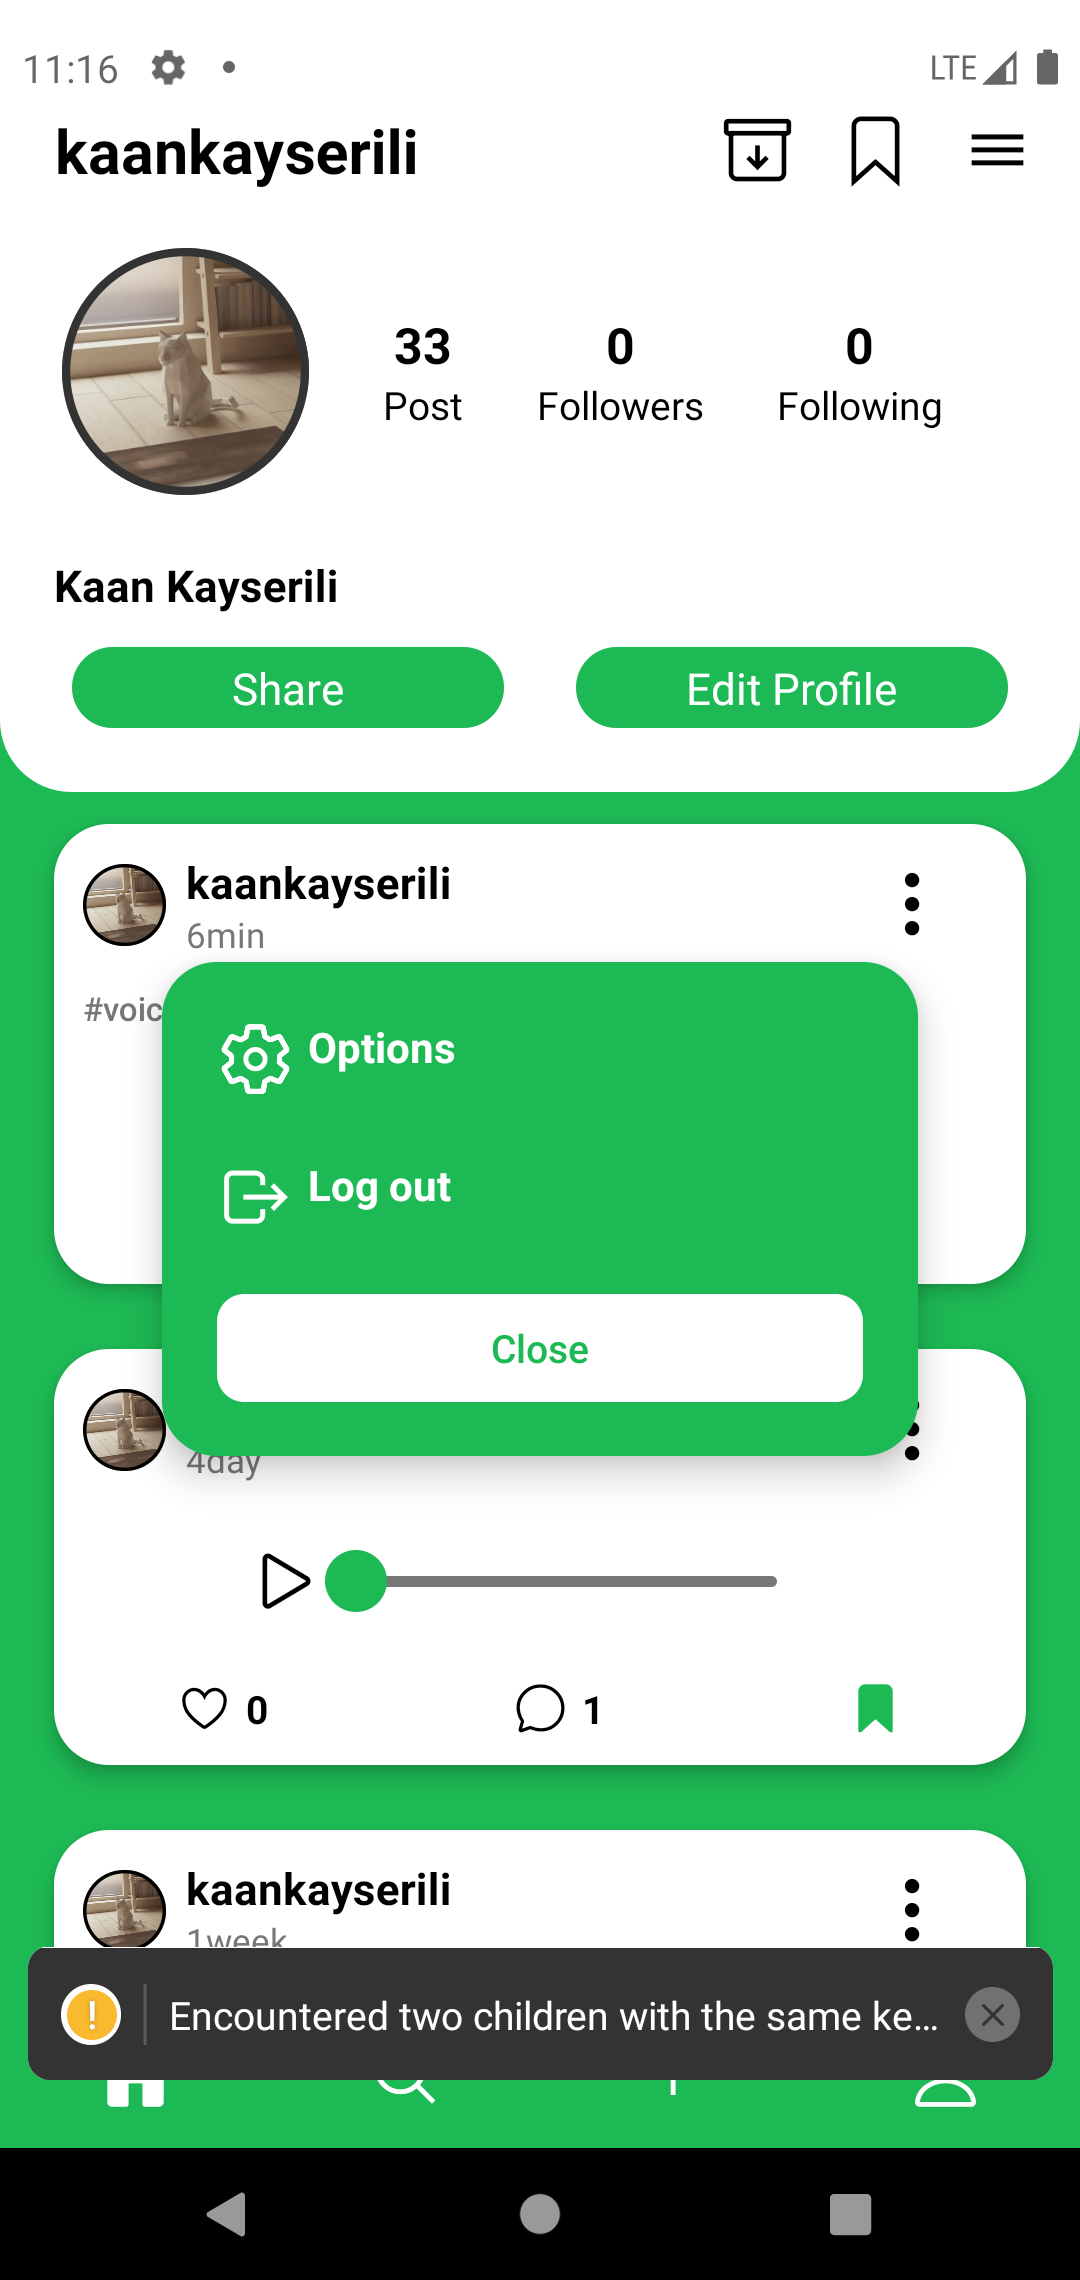 11:16
LTE
kaankayserili
33 0 0
Post Followers Following
Kaan Kayserili
Share Edit Profile
kaankayserili
6min
#voic
Options
Log out
Close
4day
0 1
kaankayserili
1week
Encountered two children with the same ke...